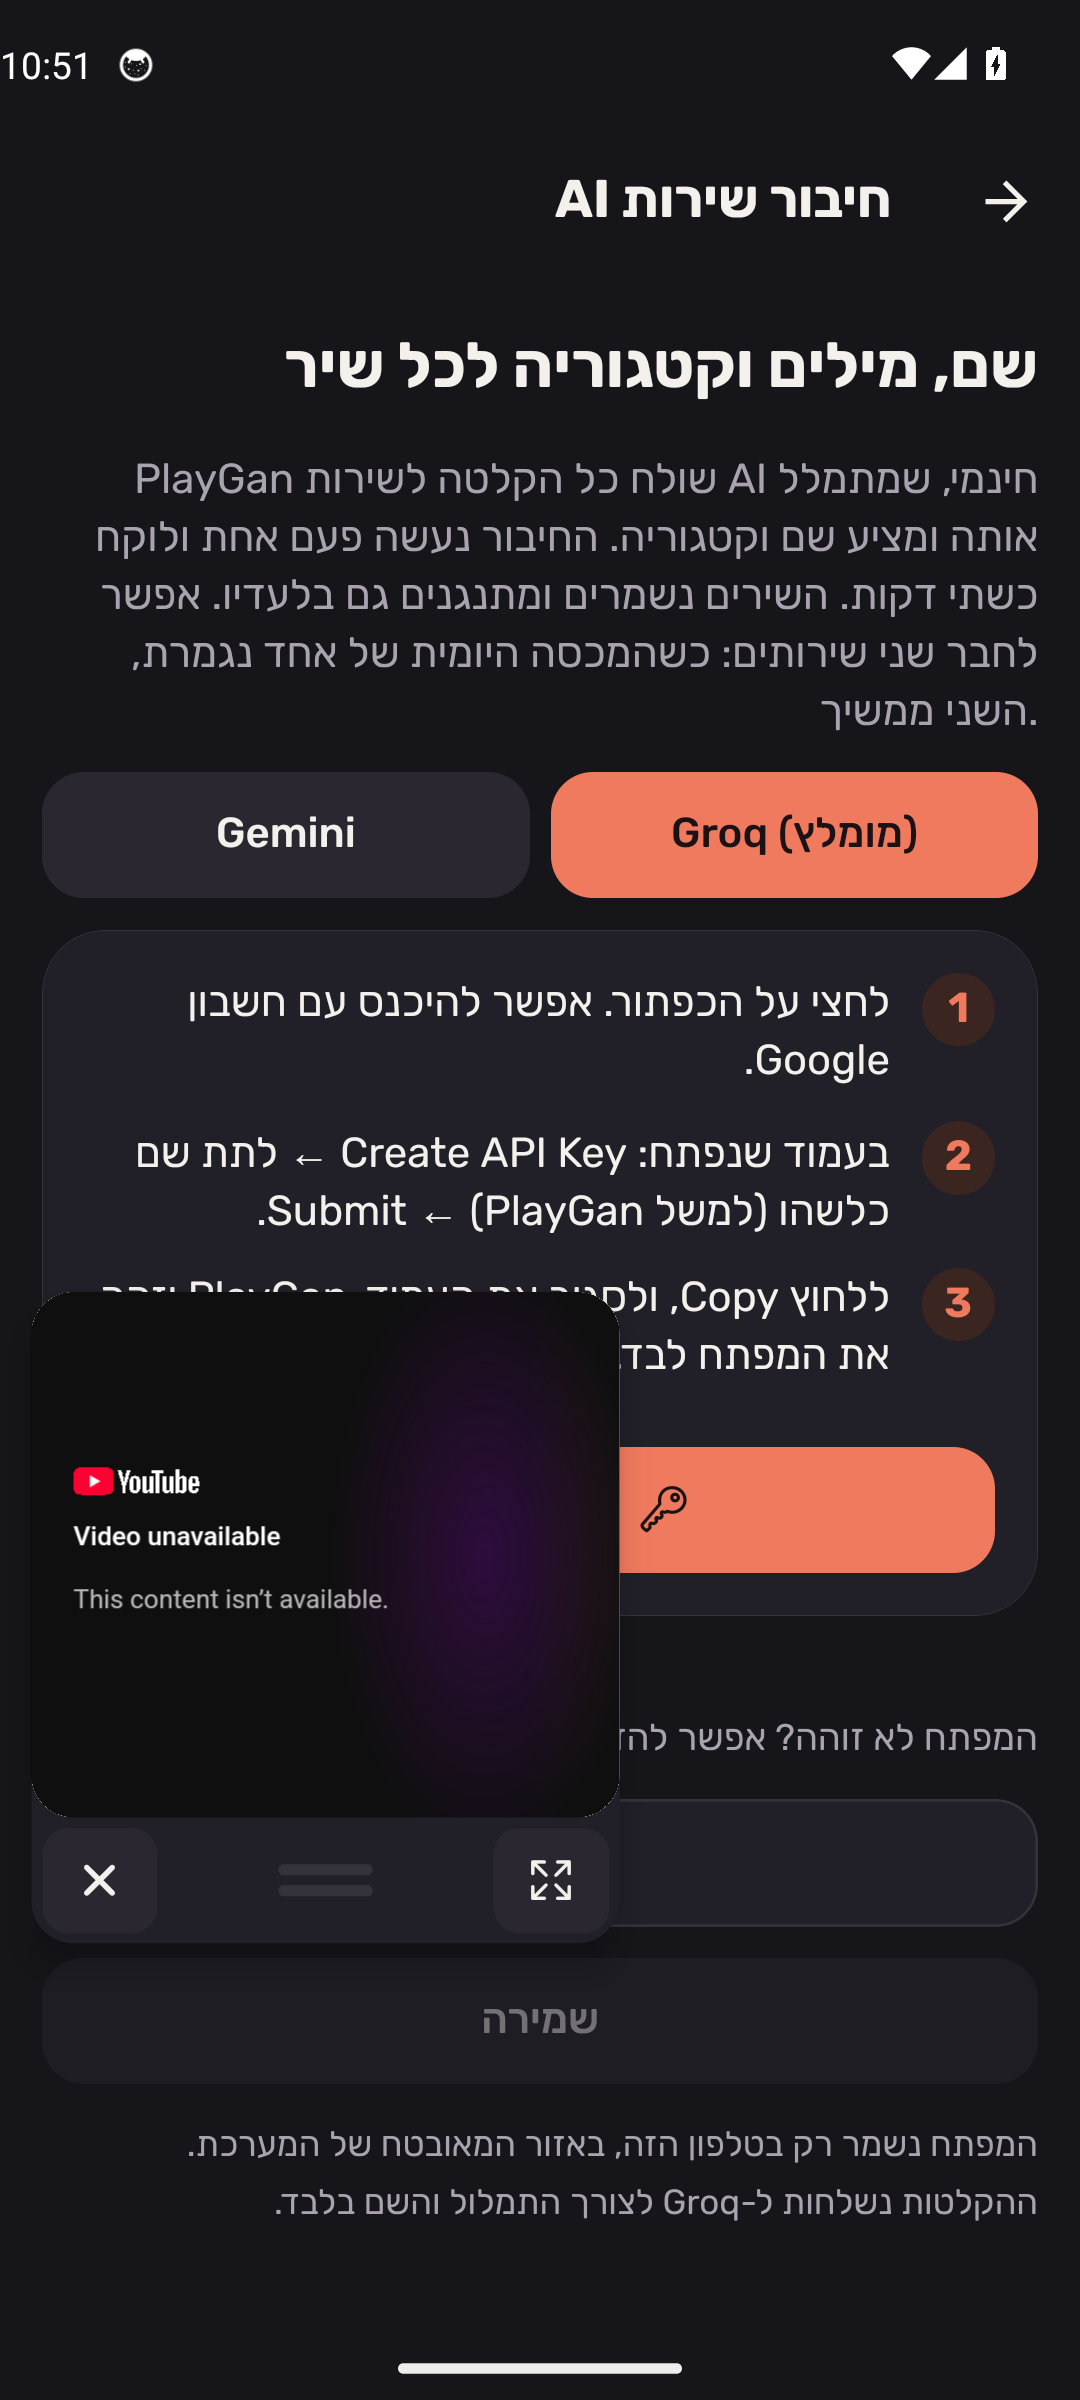 10:51
חיבור שירות AI
שם, מילים וקטגוריה לכל שיר
PlayGan שולח כל הקלטה לשירות AI חינמי, שמתמלל
אותה ומציע שם וקטגוריה. החיבור נעשה פעם אחת ולוקח
כשתי דקות. השירים נשמרים ומתנגנים גם בלעדיו. אפשר
לחבר שני שירותים: כשהמכסה היומית של אחד נגמרת,
השני ממשיך.
Groq (מומלץ)
Gemini
1
לחצי על הכפתור. אפשר להיכנס עם חשבון
Google.
2
בעמוד שנפתח: Create API Key ← לתת שם
כלשהו (למשל PlayGan) ← Submit.
3
ללחוץ Copy,
את המפתח לבד.
YouTube
Video unavailable
This content isn't available.
המפתח לא זוהה? אפשר
שמירה
המפתח נשמר רק בטלפון הזה, באזור המאובטח של המערכת.
ההקלטות נשלחות ל-Groq לצורך התמלול והשם בלבד.